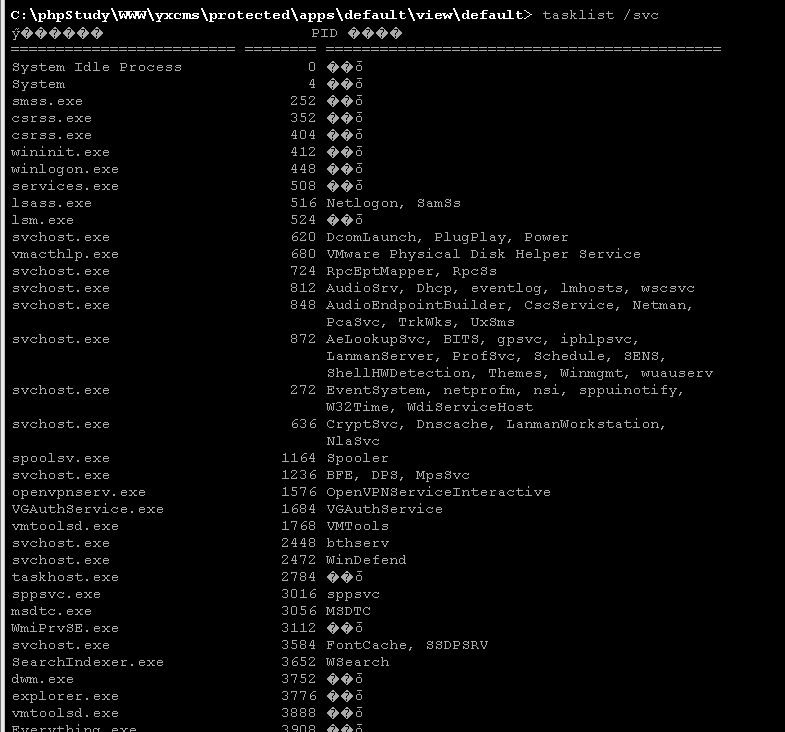 C:\phpStudy\WWW\yxcms\protected\apps\default\view\default> tasklist /svc
ӳ������ PID ����
========================= ======== ============================================
System Idle Process 0 ��ȱ
System 4 ��ȱ
smss.exe 252 ��ȱ
csrss.exe 352 ��ȱ
csrss.exe 404 ��ȱ
wininit.exe 412 ��ȱ
winlogon.exe 448 ��ȱ
services.exe 508 ��ȱ
lsass.exe 516 Netlogon, SamSs
lsm.exe 524 ��ȱ
svchost.exe 620 DcomLaunch, PlugPlay, Power
vmacthlp.exe 680 VMware Physical Disk Helper Service
svchost.exe 724 RpcEptMapper, RpcSs
svchost.exe 812 AudioSrv, Dhcp, eventlog, lmhosts, wscsvc
svchost.exe 848 AudioEndpointBuilder, CscService, Netman,
PcaSvc, TrkWks, UxSms
svchost.exe 872 AeLookupSvc, BITS, gpsvc, iphlpsvc,
LanmanServer, ProfSvc, Schedule, SENS,
ShellHWDetection, Themes, Winmgmt, wuauserv
svchost.exe 272 EventSystem, netprofm, nsi, sppuinotify,
W32Time, WdiServiceHost
svchost.exe 636 CryptSvc, Dnscache, LanmanWorkstation,
NlaSvc
spoolsv.exe 1164 Spooler
svchost.exe 1236 BFE, DPS, MpsSvc
openvpnserv.exe 1576 OpenVPNServiceInteractive
VGAuthService.exe 1684 VGAuthService
vmtoolsd.exe 1768 VMTools
svchost.exe 2448 bthserv
svchost.exe 2472 WinDefend
taskhost.exe 2784 ��ȱ
sppsvc.exe 3016 sppsvc
msdtc.exe 3056 MSDTC
WmiPrvSE.exe 3112 ��ȱ
svchost.exe 3584 FontCache, SSDPSRV
SearchIndexer.exe 3652 WSearch
dwm.exe 3752 ��ȱ
explorer.exe 3776 ��ȱ
vmtoolsd.exe 3888 ��ȱ
Everything.exe 3908 ��ȱ